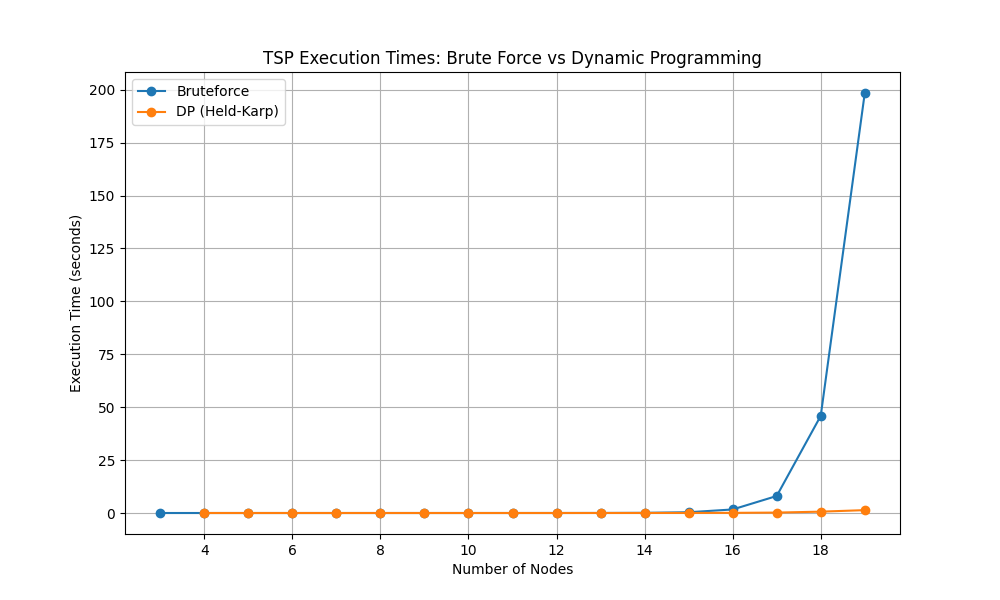 TSP Execution Times: Brute Force vs Dynamic Programming
Bruteforce
DP (Held-Karp)
Execution Time (seconds)
200
175
150
125
100
75
50
25
0
4 6 8 10 12 14 16 18
Number of Nodes